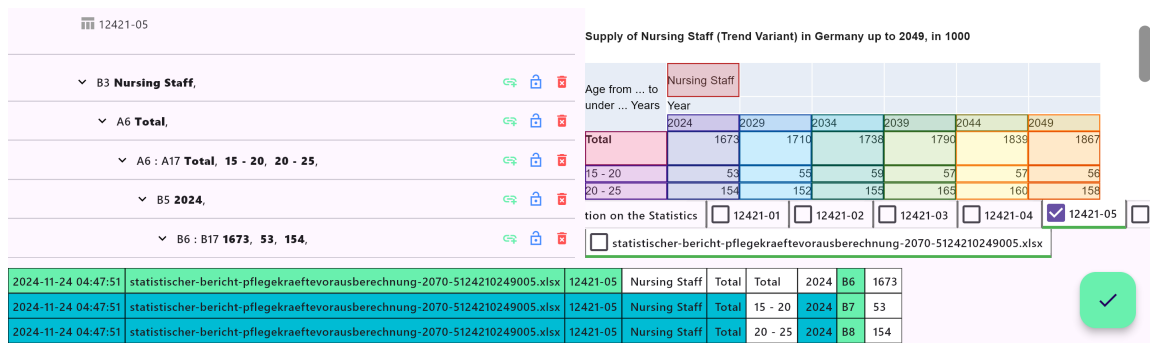 12421-05
B3 Nursing Staff,
A6 Total,
A6 : A17 Total, 15 - 20, 20 - 25,
B5 2024,
B6 : B17 1673, 53, 154,
Supply of Nursing Staff (Trend Variant) in Germany up to 2049, in 1000
Age from ... to under ... Years
Nursing Staff
Year
2024 2029 2034 2039 2044 2049
Total 1673 1710 1738 1790 1839 1867
15 - 20 53 55 59 57 57 56
20 - 25 154 152 155 165 160 158
tion on the Statistics 12421-01 12421-02 12421-03 12421-04 12421-05
statistischer-bericht-pflegekraeftevorausberechnung-2070-5124210249005.xlsx
2024-11-24 04:47:51 statistischer-bericht-pflegekraeftevorausberechnung-2070-5124210249005.xlsx 12421-05 Nursing Staff Total Total 2024 B6 1673
2024-11-24 04:47:51 statistischer-bericht-pflegekraeftevorausberechnung-2070-5124210249005.xlsx 12421-05 Nursing Staff Total 15 - 20 2024 B7 53
2024-11-24 04:47:51 statistischer-bericht-pflegekraeftevorausberechnung-2070-5124210249005.xlsx 12421-05 Nursing Staff Total 20 - 25 2024 B8 154